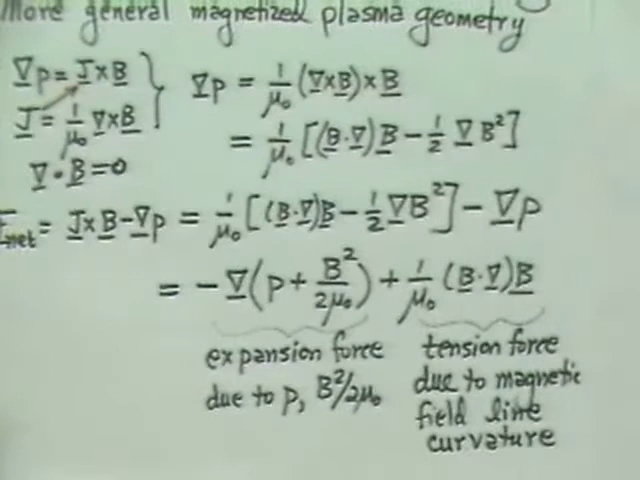 More general magnetized plasma geometry
∇p = J×B } ∇p = 1/μ₀ (∇×B)×B
J = 1/μ₀ ∇×B = 1/μ₀ [(B·∇)B − 1/2 ∇B²]
∇·B = 0
Fnet = J×B−∇p = 1/μ₀ [(B·∇)B − 1/2 ∇B²] − ∇p
= −∇(p + B²/2μ₀) + 1/μ₀ (B·∇)B
expansion force
due to p, B²/2μ₀
tension force
due to magnetic
field line
curvature